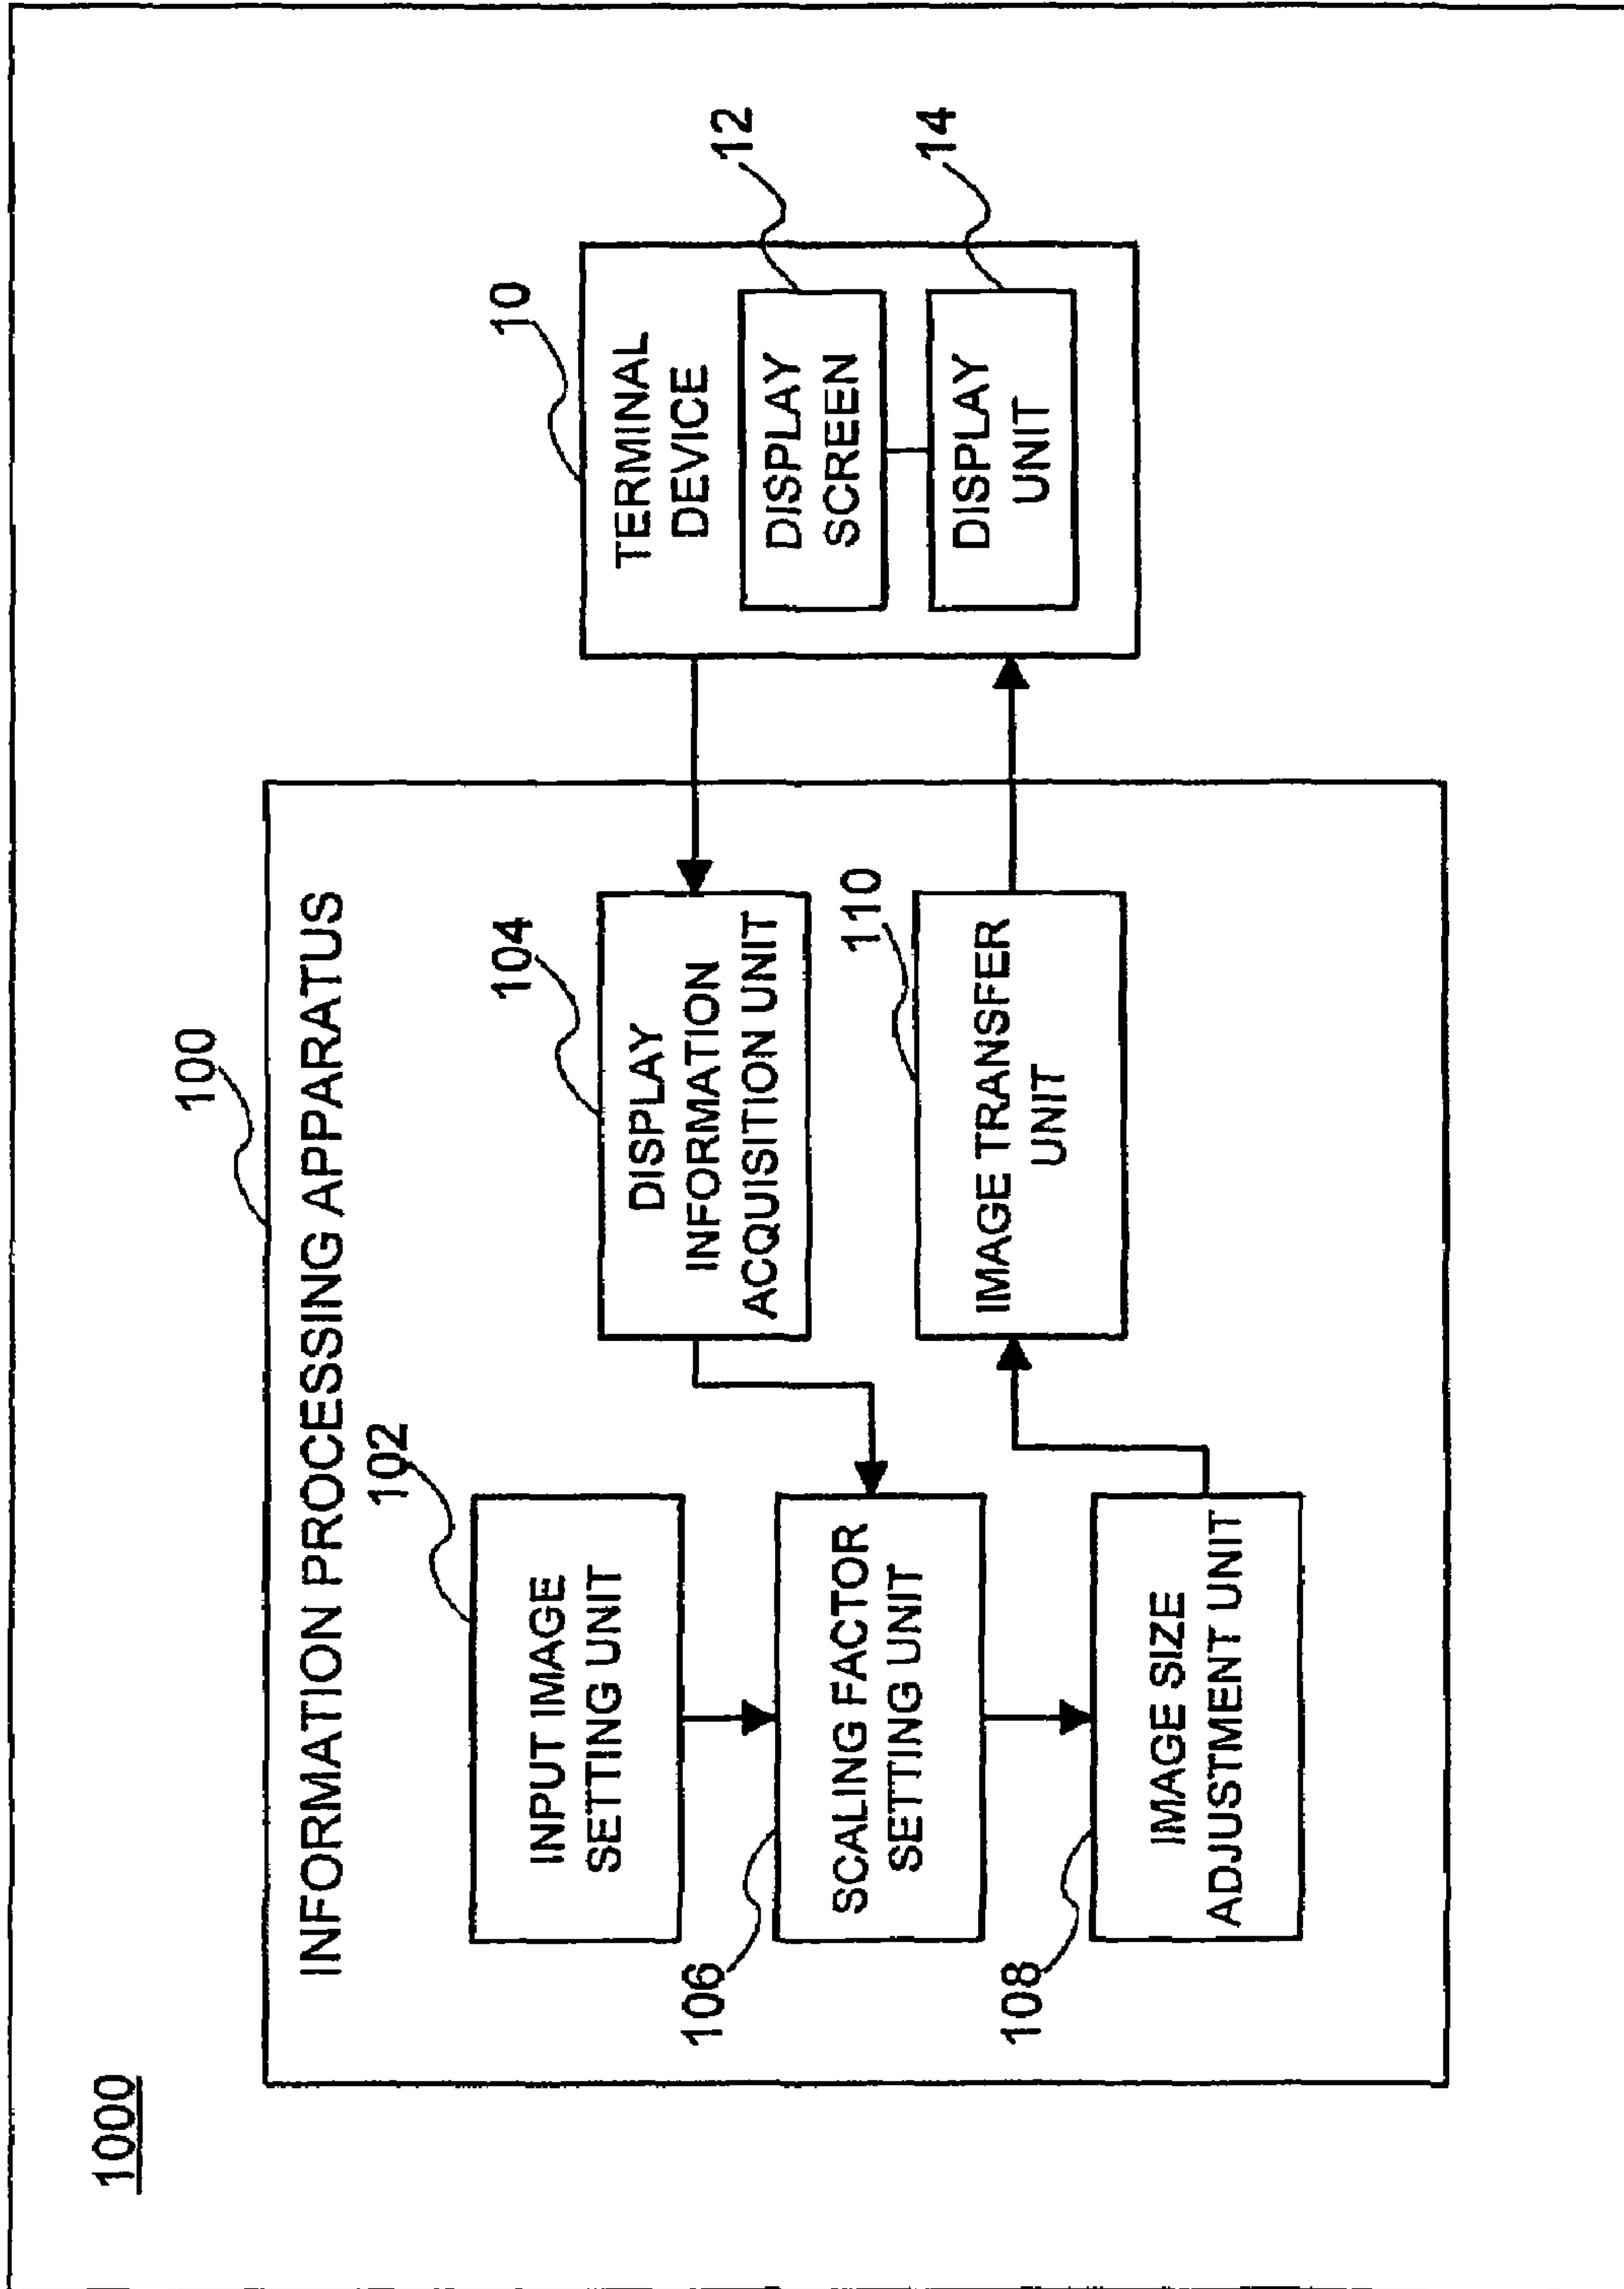 1000
100
INFORMATION PROCESSING APPARATUS
102
INPUT IMAGE
SETTING UNIT
104
DISPLAY
INFORMATION
ACQUISITION UNIT
106
SCALING FACTOR
SETTING UNIT
110
IMAGE TRANSFER
UNIT
108
IMAGE SIZE
ADJUSTMENT UNIT
10
TERMINAL
DEVICE
12
DISPLAY
SCREEN
14
DISPLAY
UNIT